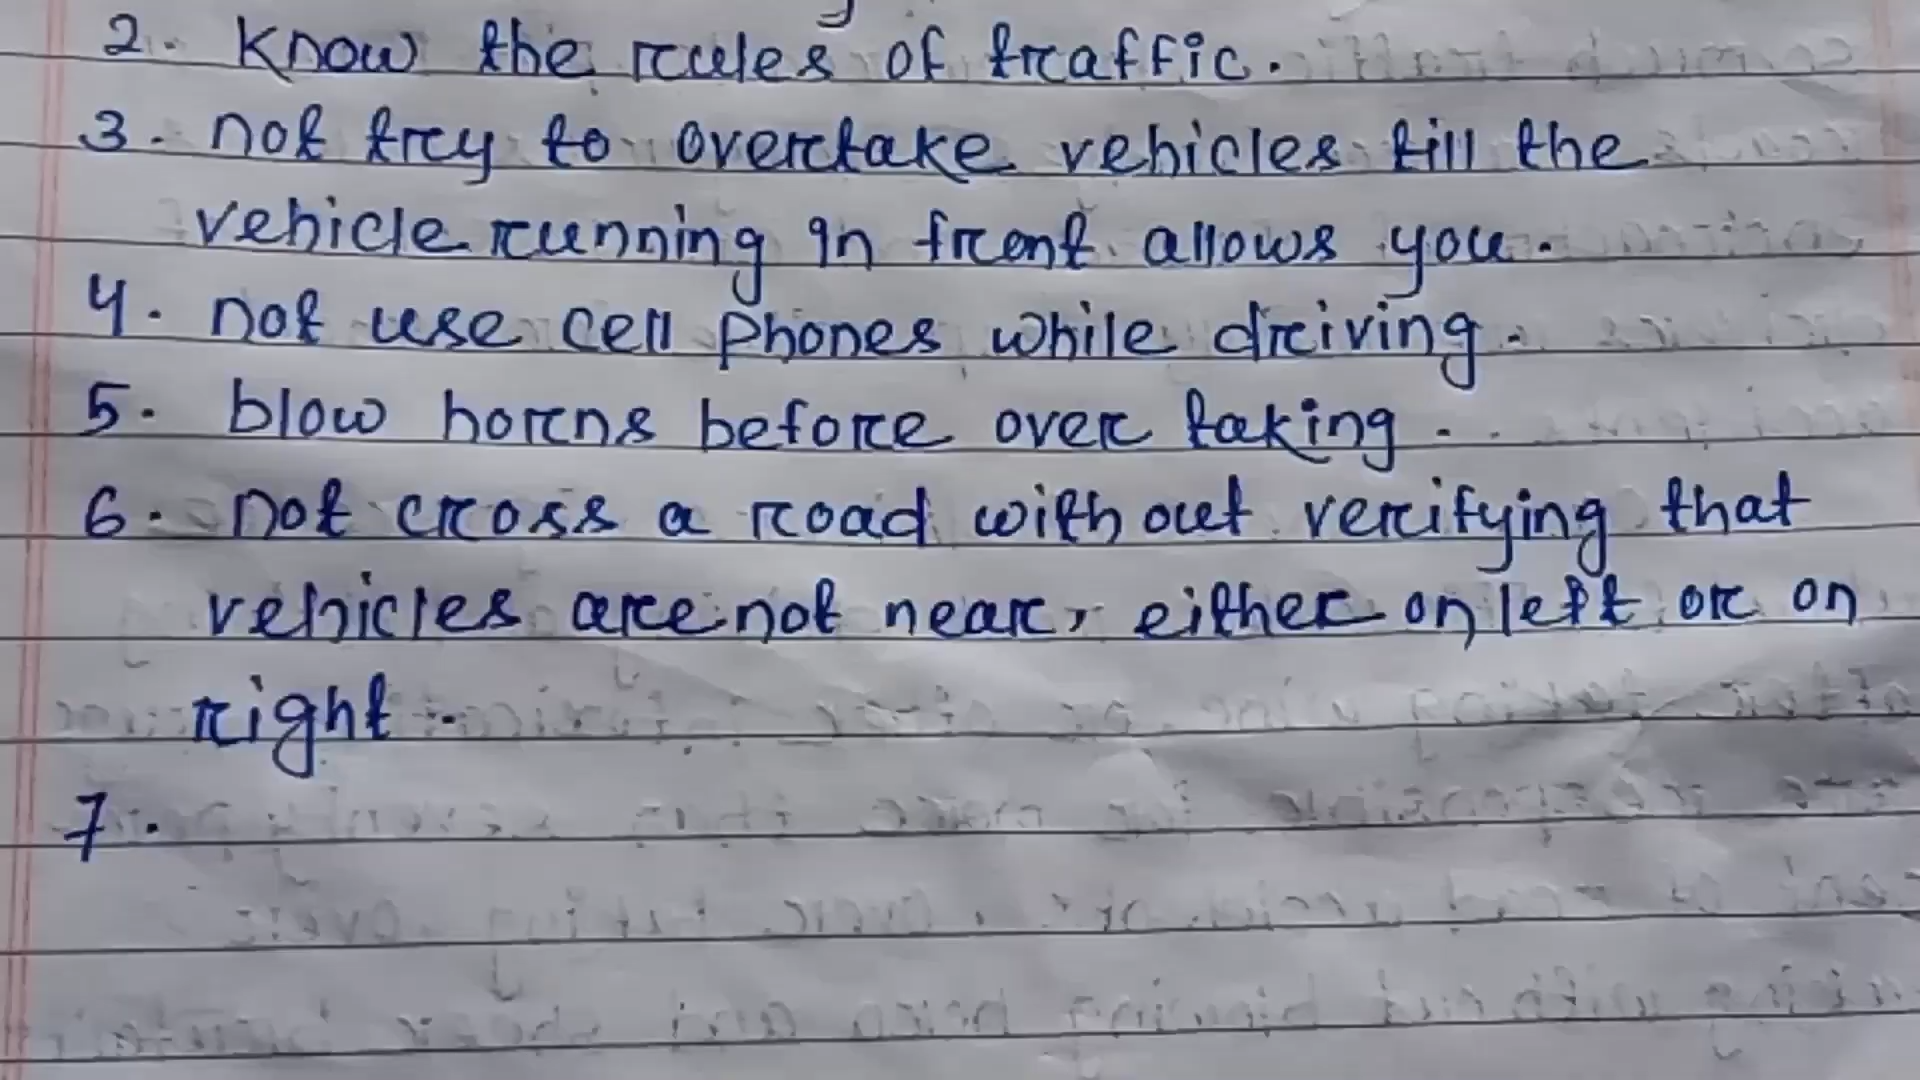 2. Know the rules of traffic.
3. not try to overtake vehicles till the
vehicle running in front allows you.
4. not use cell phones while driving.
5. blow horns before over taking.
6. not cross a road without verifying that
vehicles are not near, either on left or on
right.
7.